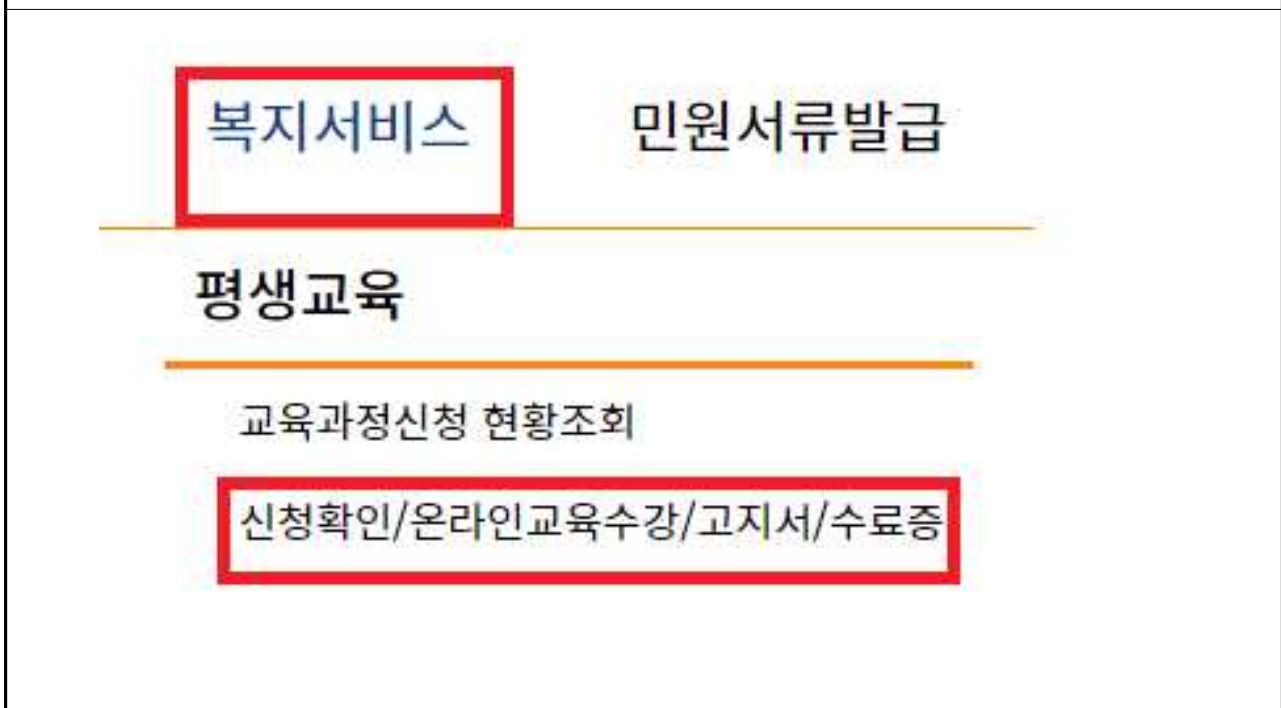 복지서비스 민원서류발급
평생교육
교육과정신청 현황조회
신청확인/온라인교육수강/고지서/수료증